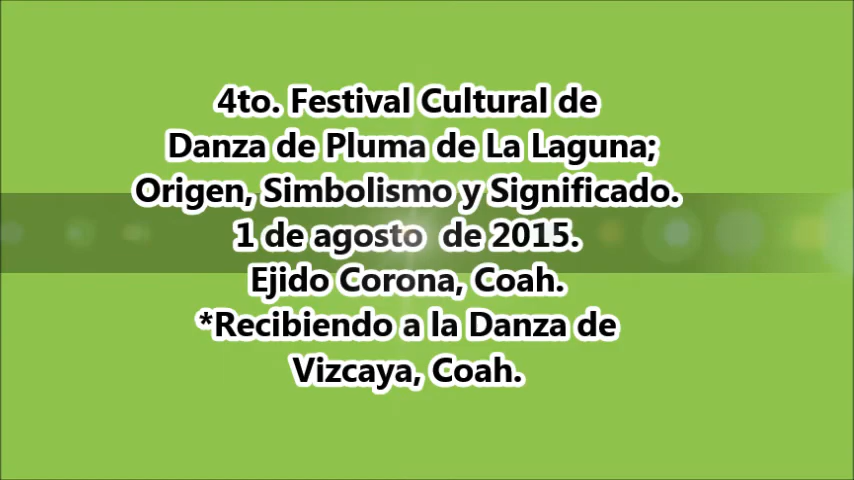 4to. Festival Cultural de
Danza de Pluma de La Laguna;
Origen, Simbolismo y Significado.
1 de agosto  de 2015.
Ejido Corona, Coah.
*Recibiendo a la Danza de
Vizcaya, Coah.